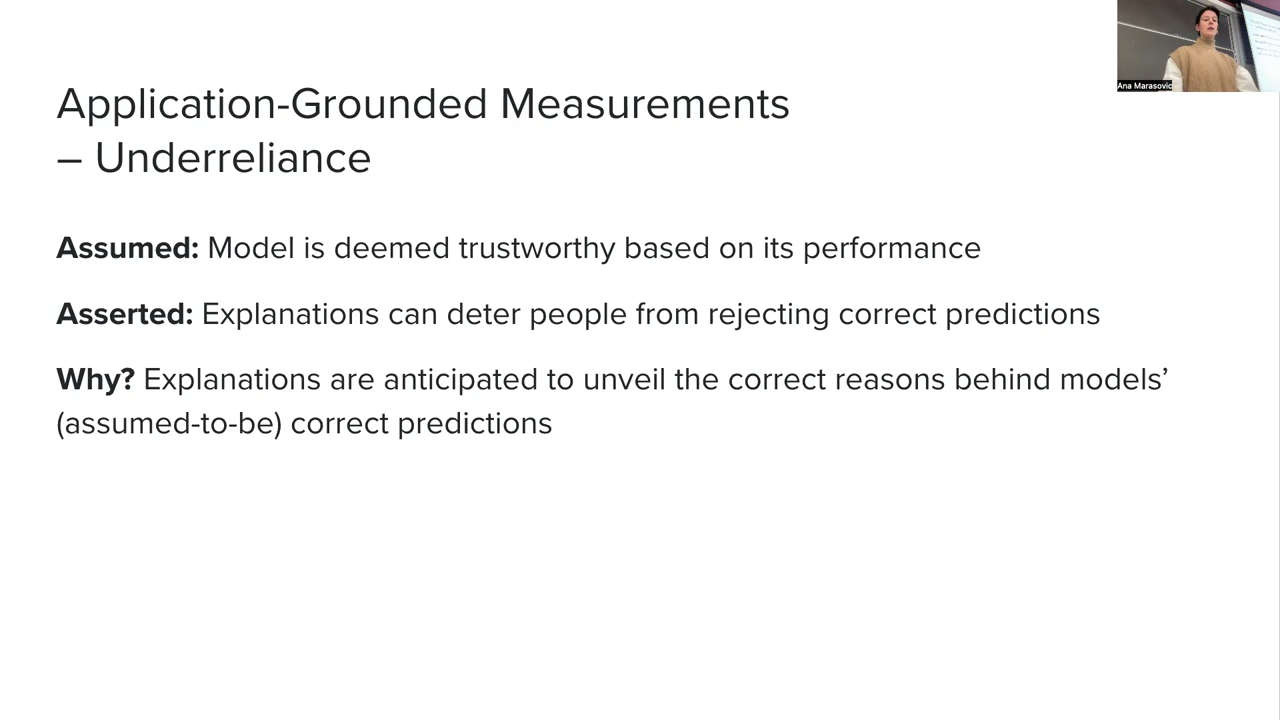 Application-Grounded Measurements
– Underreliance
Assumed: Model is deemed trustworthy based on its performance
Asserted: Explanations can deter people from rejecting correct predictions
Why? Explanations are anticipated to unveil the correct reasons behind models’
(assumed-to-be) correct predictions
Ana Marasovic